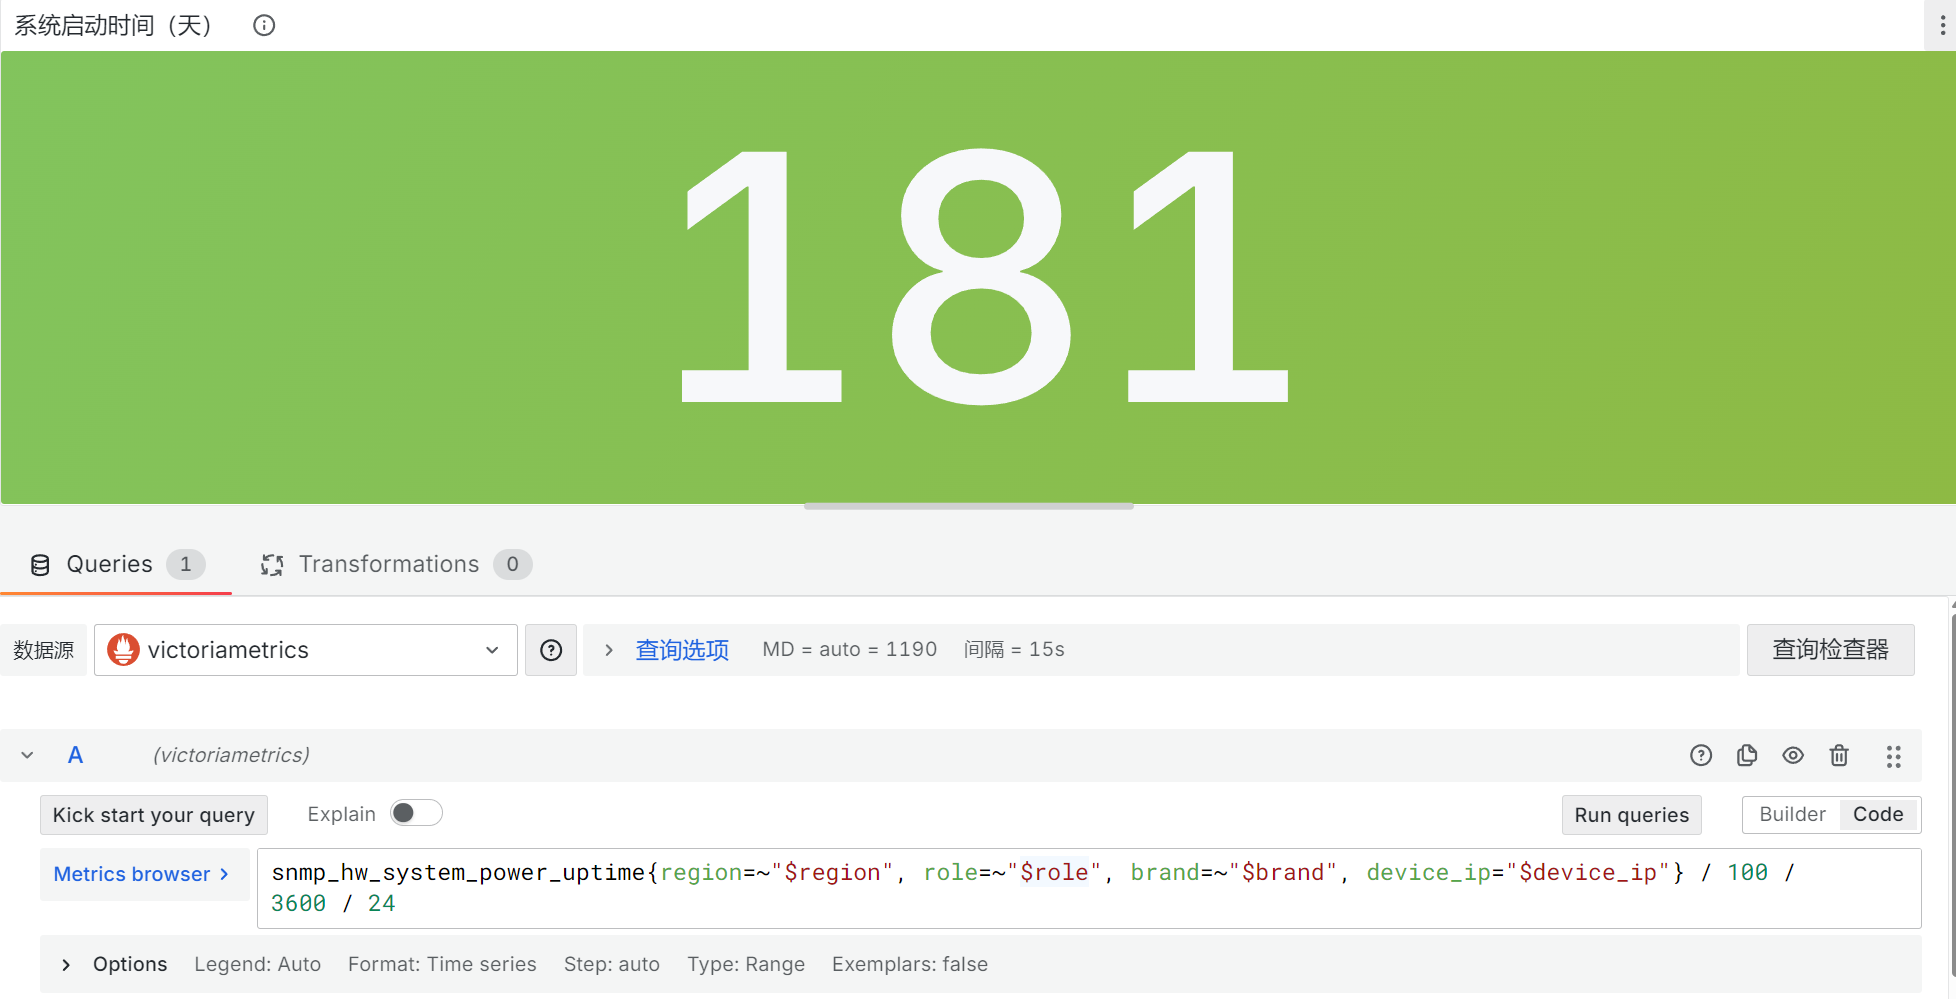 系统启动时间（天）
181
Queries 1 Transformations 0
数据源 victoriametrics 查询选项 MD = auto = 1190 间隔 = 15s 查询检查器
A (victoriametrics)
Kick start your query Explain Run queries Builder Code
Metrics browser > snmp_hw_system_power_uptime{region=~"$region", role=~"$role", brand=~"$brand", device_ip="$device_ip"} / 100 /
3600 / 24
Options Legend: Auto Format: Time series Step: auto Type: Range Exemplars: false